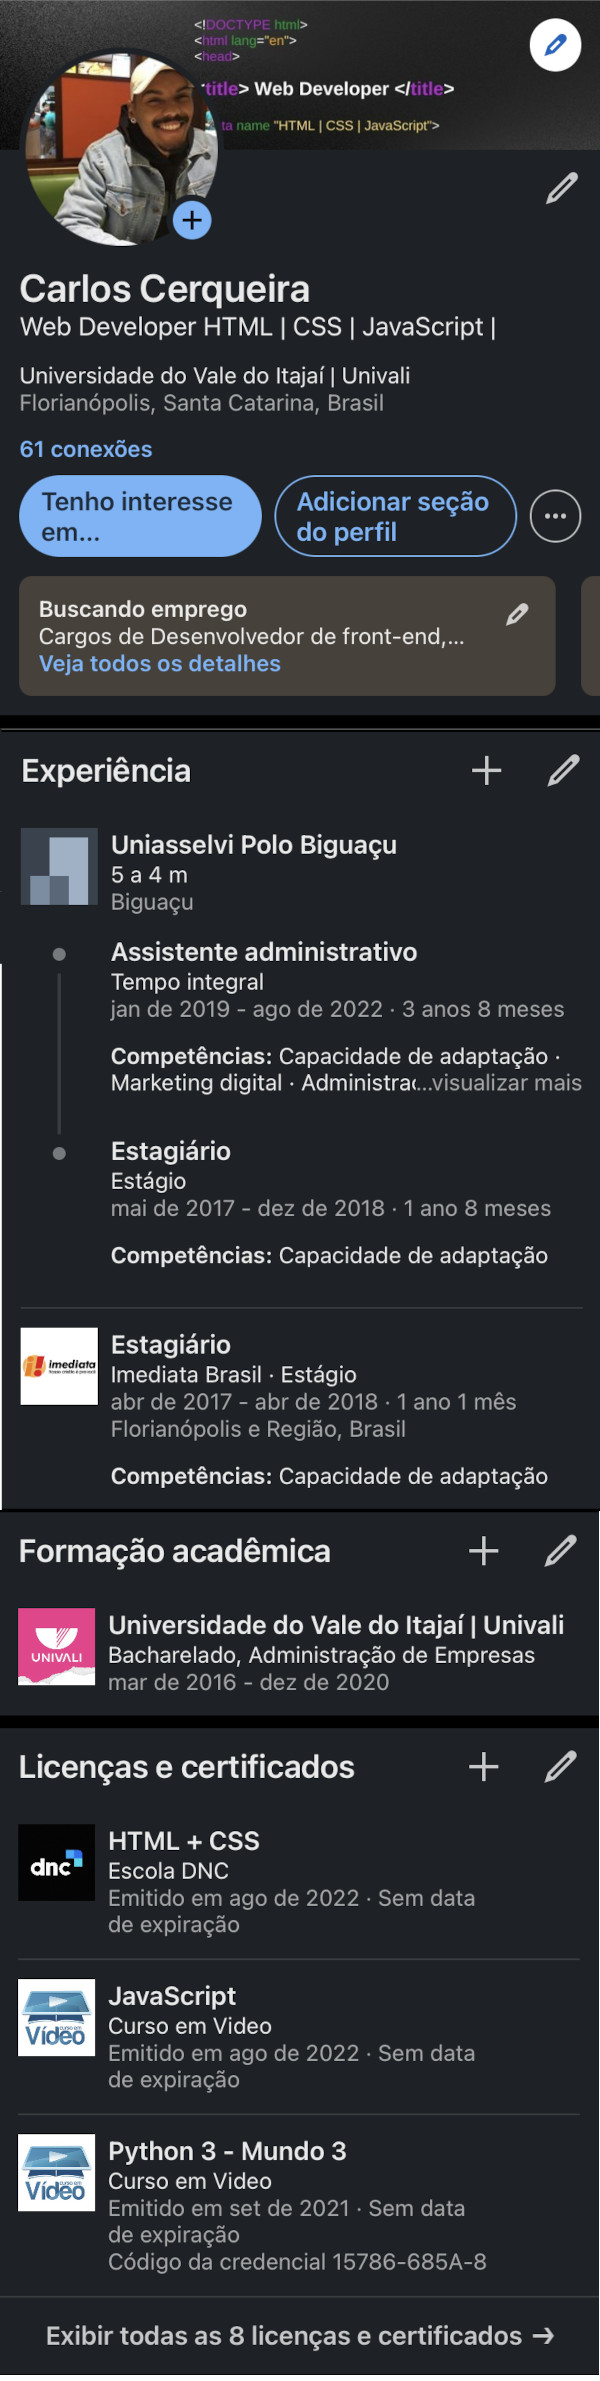 <!DOCTYPE html>
<html lang="en">
<head>
title> Web Developer </title>
ta name "HTML | CSS | JavaScript">
Carlos Cerqueira
Web Developer HTML | CSS | JavaScript |
Universidade do Vale do Itajaí | Univali
Florianópolis, Santa Catarina, Brasil
61 conexões
Tenho interesse
em...
Adicionar seção
do perfil
Buscando emprego
Cargos de Desenvolvedor de front-end,...
Veja todos os detalhes
Experiência
Uniasselvi Polo Biguaçu
5 a 4 m
Biguaçu
Assistente administrativo
Tempo integral
jan de 2019 - ago de 2022 · 3 anos 8 meses
Competências: Capacidade de adaptação ·
Marketing digital · Administrac...visualizar mais
Estagiário
Estágio
mai de 2017 - dez de 2018 · 1 ano 8 meses
Competências: Capacidade de adaptação
imediata
Estagiário
Imediata Brasil · Estágio
abr de 2017 - abr de 2018 · 1 ano 1 mês
Florianópolis e Região, Brasil
Competências: Capacidade de adaptação
Formação acadêmica
UNIVALI
Universidade do Vale do Itajaí | Univali
Bacharelado, Administração de Empresas
mar de 2016 - dez de 2020
Licenças e certificados
dnc
HTML + CSS
Escola DNC
Emitido em ago de 2022 · Sem data
de expiração
curso em
Vídeo
JavaScript
Curso em Video
Emitido em ago de 2022 · Sem data
de expiração
curso em
Vídeo
Python 3 - Mundo 3
Curso em Video
Emitido em set de 2021 · Sem data
de expiração
Código da credencial 15786-685A-8
Exibir todas as 8 licenças e certificados →